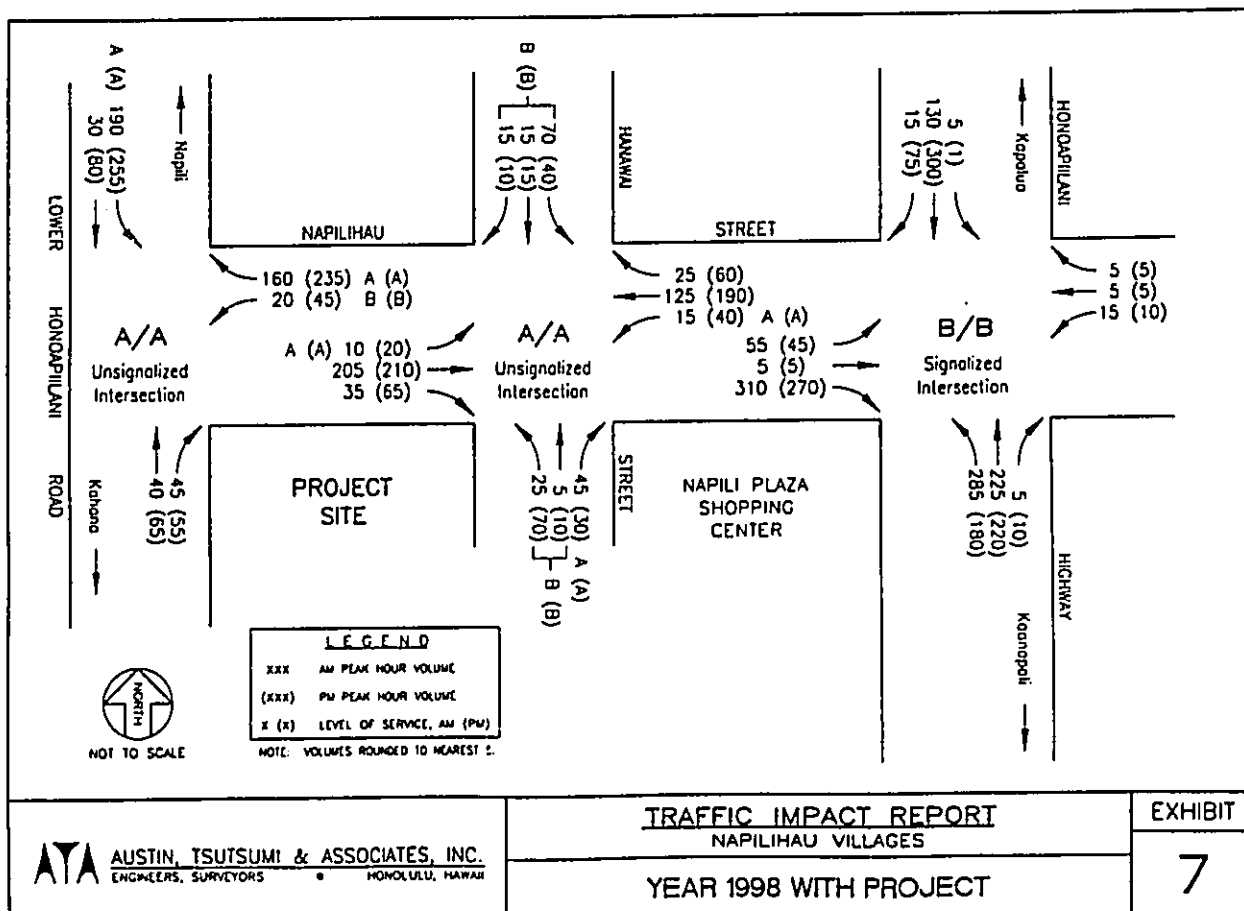 A (A) 190 (255)
30 (80)
Napili
B (B)
70 (40)
15 (15)
15 (10)
HANAWAI
5 (1)
130 (300)
15 (75)
Kapalua
HONOAPIILANI
LOWER
HONOAPIILANI
ROAD
NAPILIHAU
STREET
160 (235) A (A)
20 (45) B (B)
25 (60)
125 (190)
15 (40) A (A)
5 (5)
5 (5)
15 (10)
A/A
Unsignalized
Intersection
A (A) 10 (20)
205 (210)
35 (65)
A/A
Unsignalized
Intersection
55 (45)
5 (5)
310 (270)
B/B
Signalized
Intersection
Kahana
45 (55)
40 (65)
PROJECT
SITE
45 (30) A (A)
5 (10)
25 (70)
B (B)
STREET
NAPILI PLAZA
SHOPPING
CENTER
5 (10)
225 (220)
285 (180)
Kaanapali
HIGHWAY
NORTH
NOT TO SCALE
LEGEND
XXX AM PEAK HOUR VOLUME
(XXX) PM PEAK HOUR VOLUME
X (X) LEVEL OF SERVICE, AM (PM)
NOTE: VOLUMES ROUNDED TO NEAREST 5.
ATA AUSTIN, TSUTSUMI & ASSOCIATES, INC.
ENGINEERS, SURVEYORS • HONOLULU, HAWAII
TRAFFIC IMPACT REPORT
NAPILIHAU VILLAGES
YEAR 1998 WITH PROJECT
EXHIBIT
7